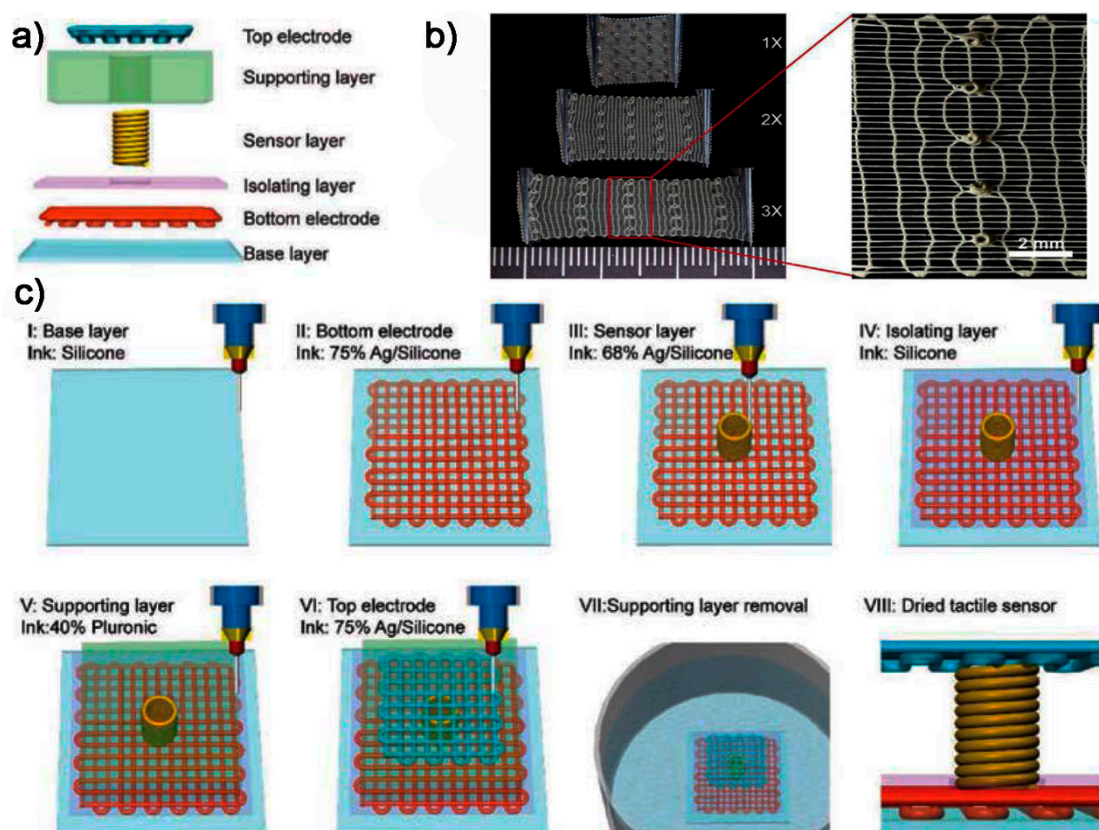 a)
Top electrode
Supporting layer
Sensor layer
Isolating layer
Bottom electrode
Base layer
b)
1X
2X
3X
2 mm
c)
I: Base layer
Ink: Silicone
II: Bottom electrode
Ink: 75% Ag/Silicone
III: Sensor layer
Ink: 68% Ag/Silicone
IV: Isolating layer
Ink: Silicone
V: Supporting layer
Ink:40% Pluronic
VI: Top electrode
Ink: 75% Ag/Silicone
VII:Supporting layer removal
VIII: Dried tactile sensor